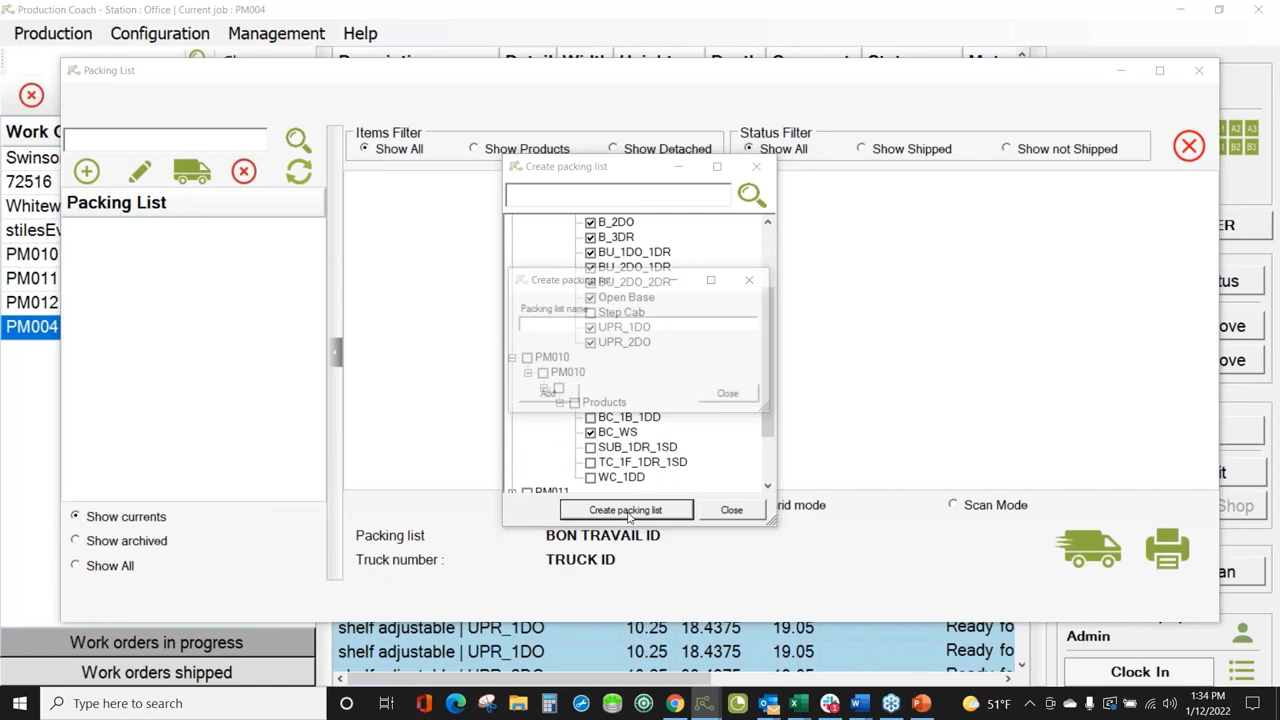 Production Coach - Station : Office | Current job : PM004
Production Configuration Management Help
Packing List
Work O
Swinson
72516
Whitew
stilesEv
PM010
PM011
PM012
PM004
Packing List
Show currents
Show archived
Show All
Items Filter
Show All Show Products Show Detached
Status Filter
Show All Show Shipped Show not Shipped
Create packing list
B_2DO
B_3DR
BU_1DO_1DR
BU_2DO_1DR
BU_2DO_2DR
Open Base
Step Cab
UPR_1DO
UPR_2DO
PM010
PM010
Products
BC_1B_1DD
BC_WS
SUB_1DR_1SD
TC_1F_1DR_1SD
WC_1DD
PM011
Create packing list Close
Create packing list
Packing list name
Add Close
rid mode Scan Mode
Packing list BON TRAVAIL ID
Truck number : TRUCK ID
Work orders in progress
Work orders shipped
shelf adjustable | UPR_1DO 10.25 18.4375 19.05 Ready fo
shelf adjustable | UPR_1DO 10.25 18.4375 19.05 Ready fo
ER
tus
ove
ove
it
Shop
an
Admin
Clock In
Type here to search
51°F
1:34 PM
1/12/2022